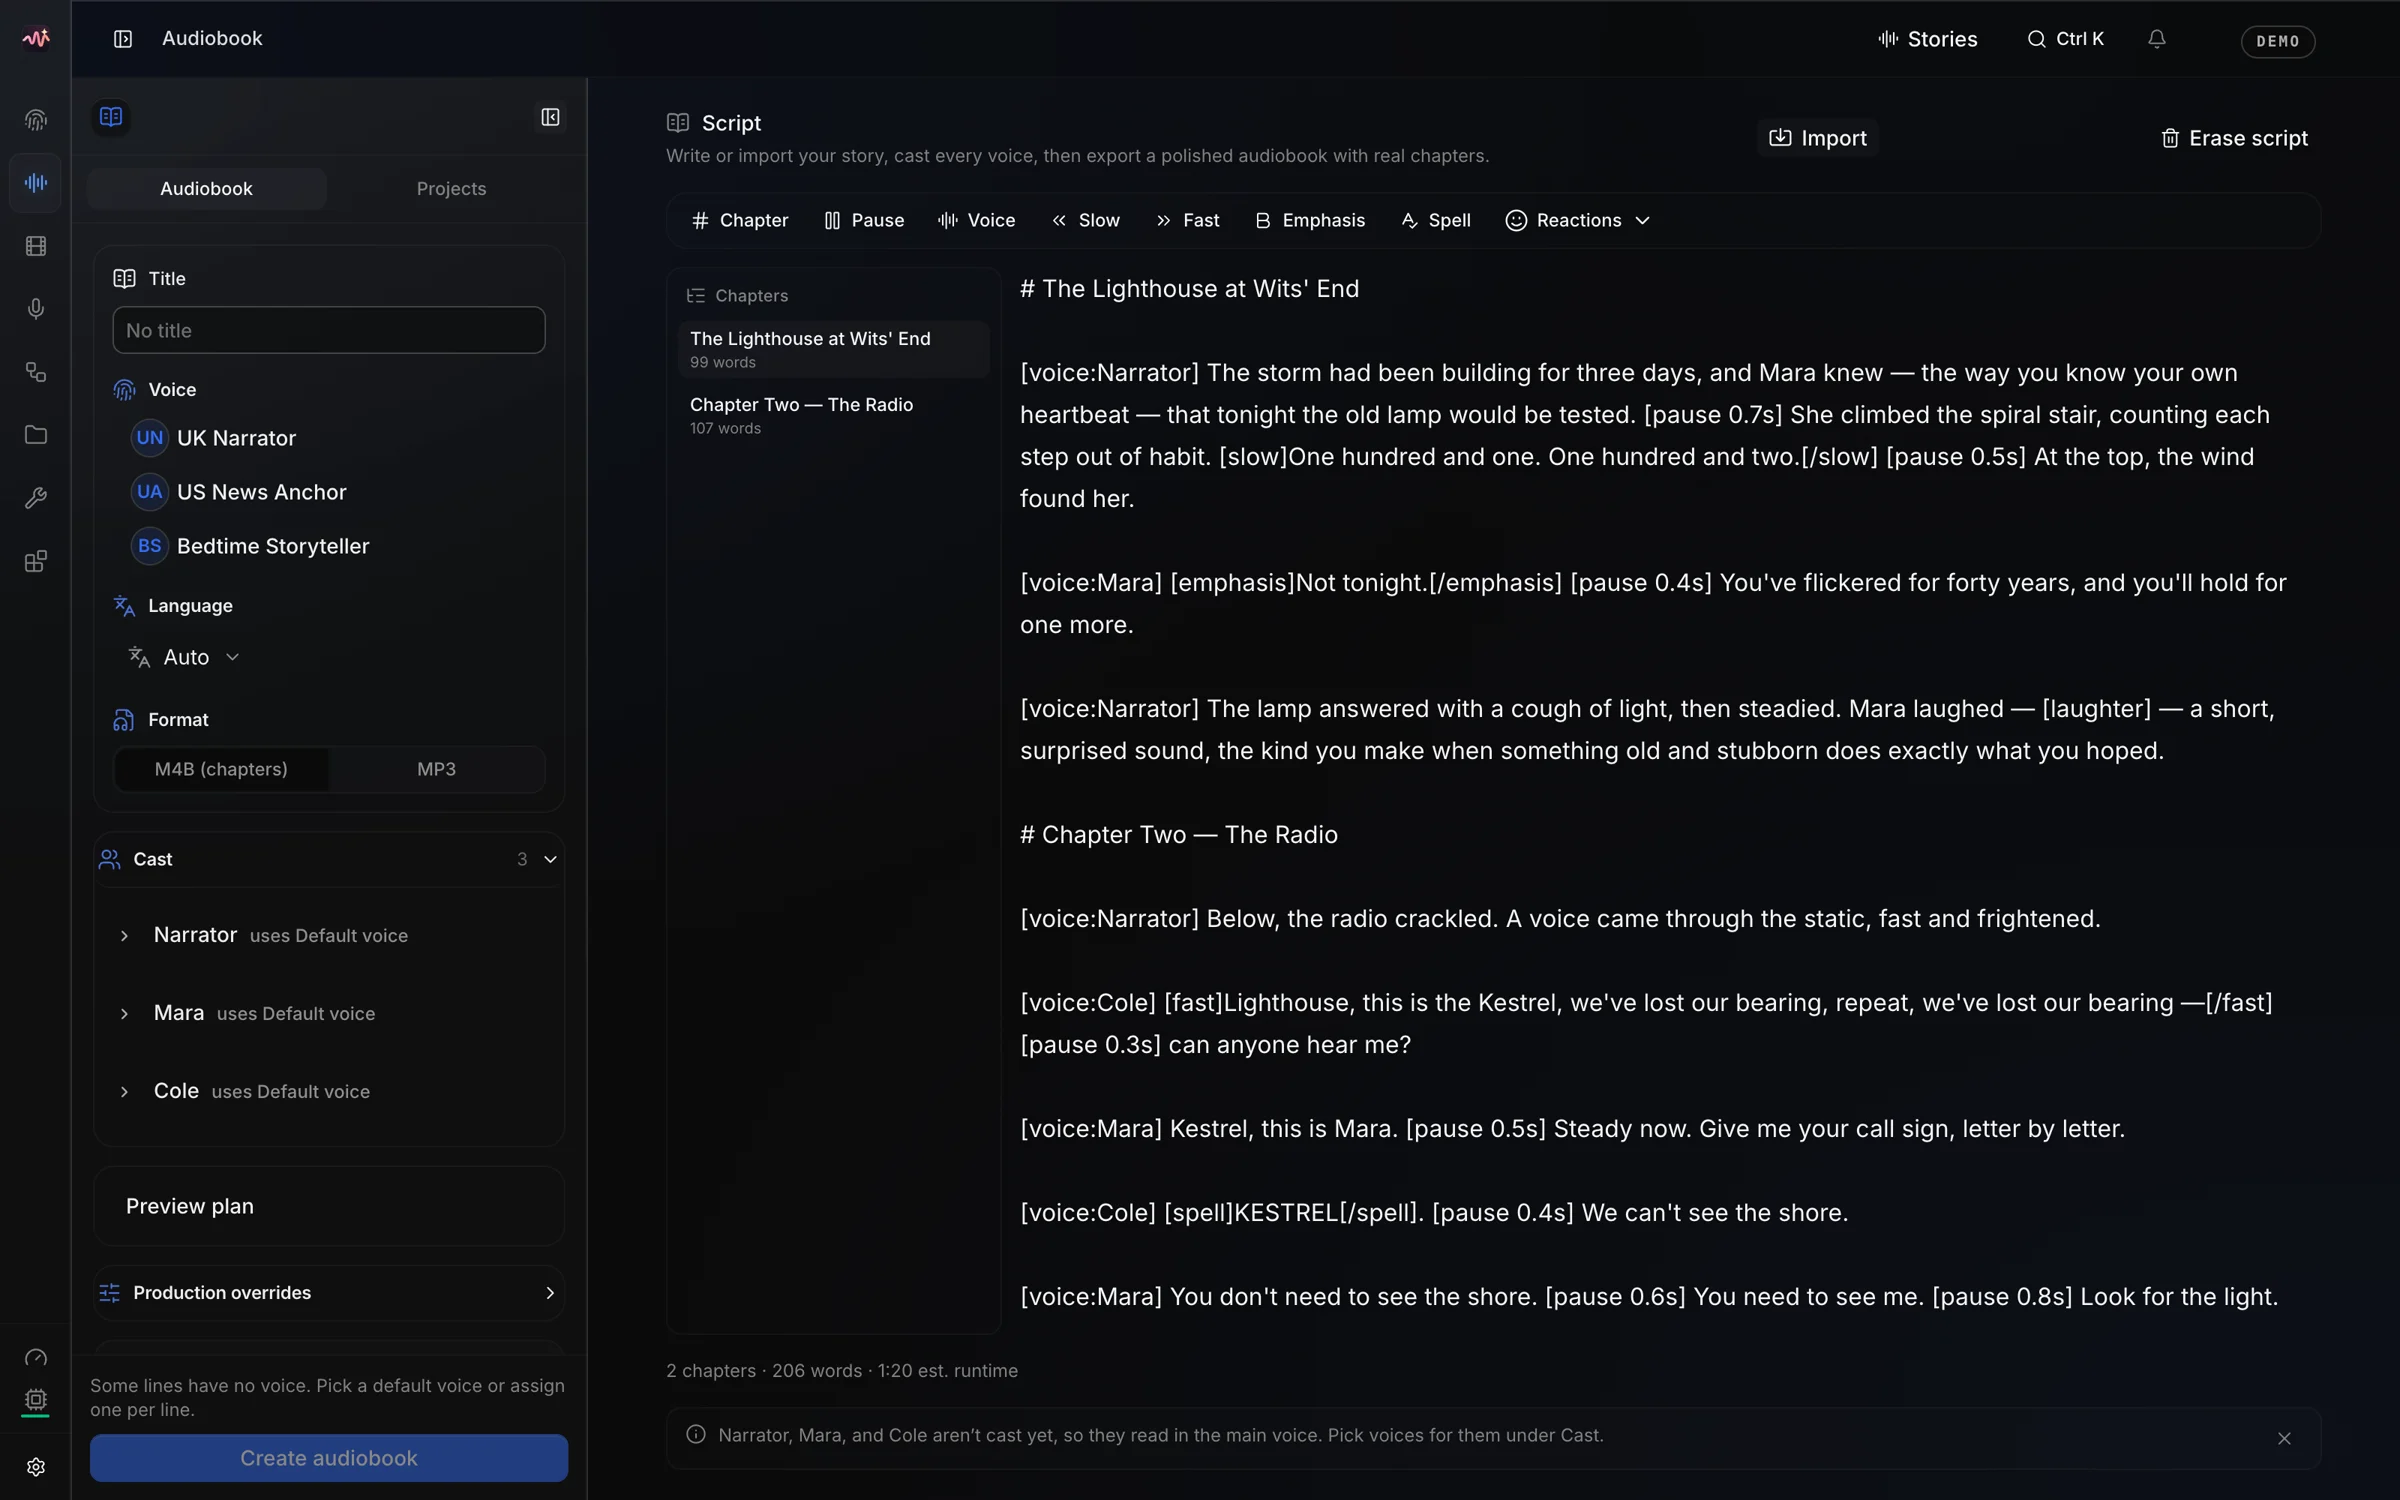 Audiobook
Stories
Ctrl K
DEMO
Audiobook
Projects
Title
No title
Voice
UN UK Narrator
UA US News Anchor
BS Bedtime Storyteller
Language
Auto
Format
M4B (chapters)
MP3
Cast
3
Narrator uses Default voice
Mara uses Default voice
Cole uses Default voice
Preview plan
Production overrides
Some lines have no voice. Pick a default voice or assign
one per line.
Create audiobook
Script
Write or import your story, cast every voice, then export a polished audiobook with real chapters.
Import
Erase script
Chapter
Pause
Voice
Slow
Fast
Emphasis
Spell
Reactions
Chapters
The Lighthouse at Wits' End
99 words
Chapter Two — The Radio
107 words
# The Lighthouse at Wits' End
[voice:Narrator] The storm had been building for three days, and Mara knew — the way you know your own
heartbeat — that tonight the old lamp would be tested. [pause 0.7s] She climbed the spiral stair, counting each
step out of habit. [slow]One hundred and one. One hundred and two.[/slow] [pause 0.5s] At the top, the wind
found her.
[voice:Mara] [emphasis]Not tonight.[/emphasis] [pause 0.4s] You've flickered for forty years, and you'll hold for
one more.
[voice:Narrator] The lamp answered with a cough of light, then steadied. Mara laughed — [laughter] — a short,
surprised sound, the kind you make when something old and stubborn does exactly what you hoped.
# Chapter Two — The Radio
[voice:Narrator] Below, the radio crackled. A voice came through the static, fast and frightened.
[voice:Cole] [fast]Lighthouse, this is the Kestrel, we've lost our bearing, repeat, we've lost our bearing —[/fast]
[pause 0.3s] can anyone hear me?
[voice:Mara] Kestrel, this is Mara. [pause 0.5s] Steady now. Give me your call sign, letter by letter.
[voice:Cole] [spell]KESTREL[/spell]. [pause 0.4s] We can't see the shore.
[voice:Mara] You don't need to see the shore. [pause 0.6s] You need to see me. [pause 0.8s] Look for the light.
2 chapters · 206 words · 1:20 est. runtime
Narrator, Mara, and Cole aren’t cast yet, so they read in the main voice. Pick voices for them under Cast.